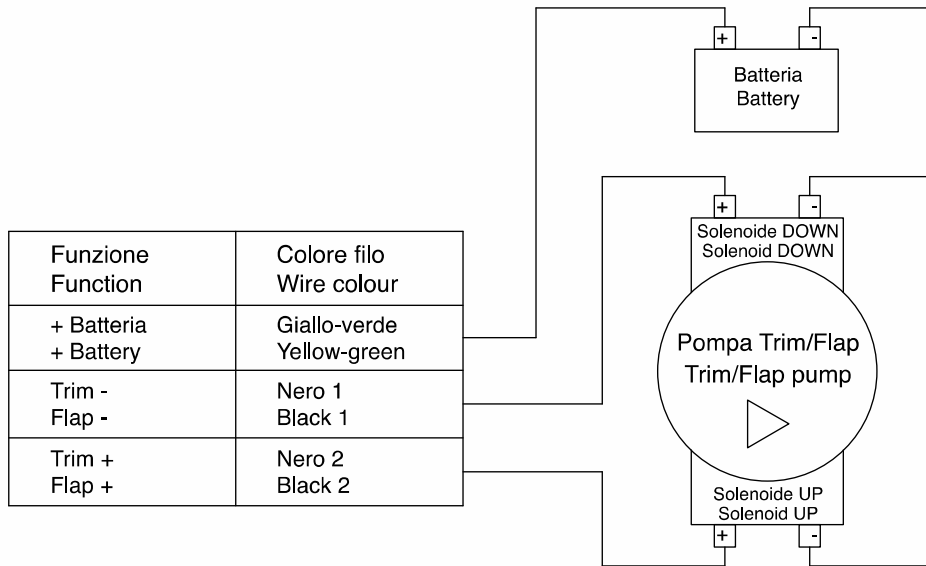 + -
Batteria
Battery
+ -
Solenoide DOWN
Solenoid DOWN
Funzione Colore filo
Function Wire colour
+ Batteria Giallo-verde
+ Battery Yellow-green
Trim - Nero 1
Flap - Black 1
Trim + Nero 2
Flap + Black 2
Pompa Trim/Flap
Trim/Flap pump
Solenoide UP
Solenoid UP
+ -